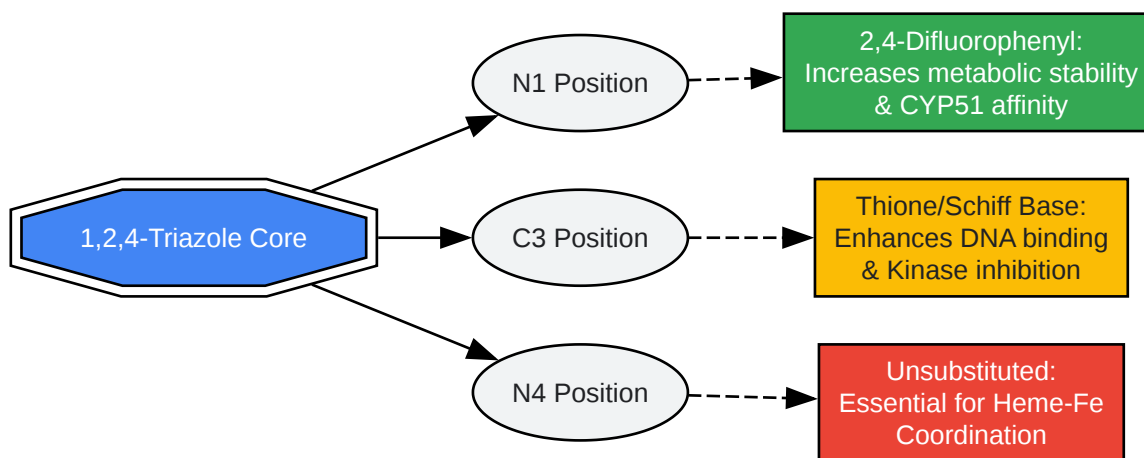 N1 Position
2,4-Difluorophenyl:
Increases metabolic stability
& CYP51 affinity
1,2,4-Triazole Core
C3 Position
Thione/Schiff Base:
Enhances DNA binding
& Kinase inhibition
N4 Position
Unsubstituted:
Essential for Heme-Fe
Coordination